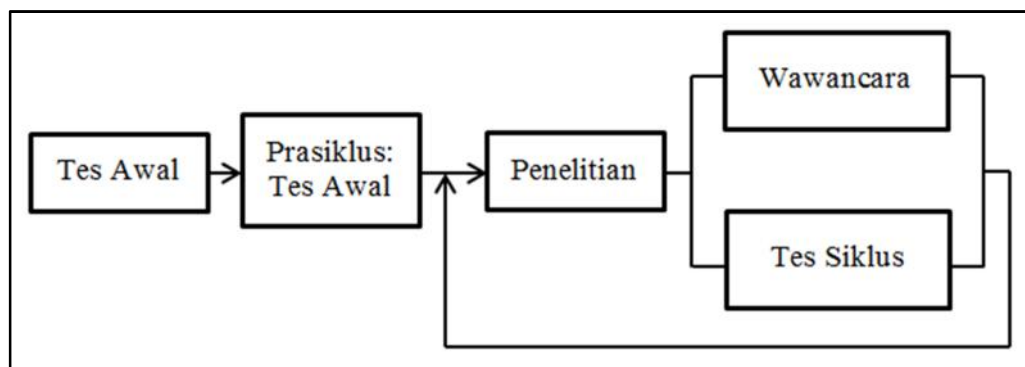 Tes Awal
Prasiklus:
Tes Awal
Penelitian
Wawancara
Tes Siklus